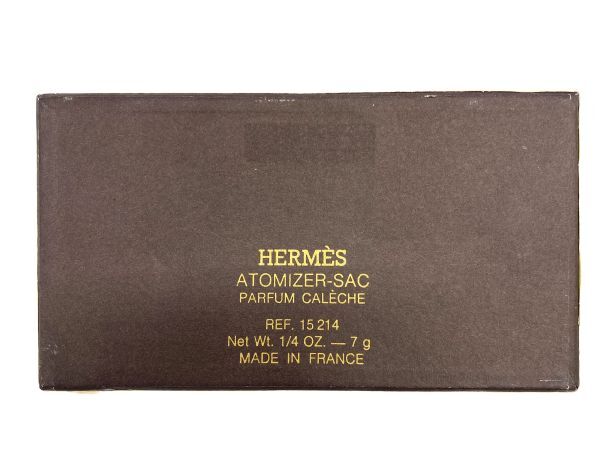 HERMÈS
ATOMIZER-SAC
PARFUM CALÈCHE
REF. 15 214
Net Wt. 1/4 OZ. — 7 g
MADE IN FRANCE